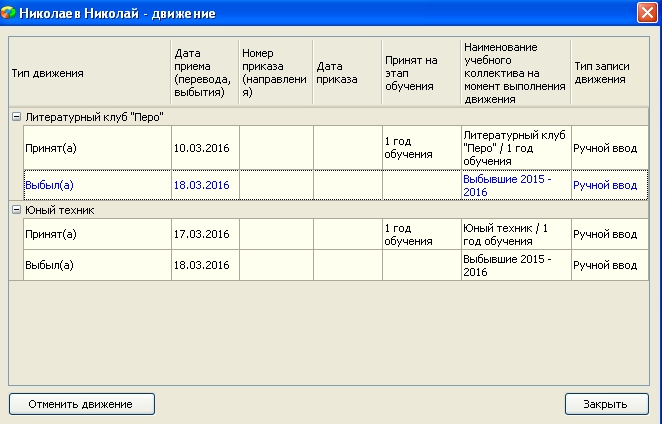 Николаев Николай - движение
Тип движения
Дата
приема
(перевода,
выбытия)
Номер
приказа
(направлени
я)
Дата
приказа
Принят на
этап
обучения
Наименование
учебного
коллектива на
момент выполнения
движения
Тип записи
движения
Литературный клуб "Перо"
Принят(а)
10.03.2016
1 год
обучения
Литературный клуб
"Перо" / 1 год
обучения
Ручной ввод
Выбыл(а)
18.03.2016
Выбывшие 2015 -
2016
Ручной ввод
Юный техник
Принят(а)
17.03.2016
1 год
обучения
Юный техник / 1
год обучения
Ручной ввод
Выбыл(а)
18.03.2016
Выбывшие 2015 -
2016
Ручной ввод
Отменить движение
Закрыть